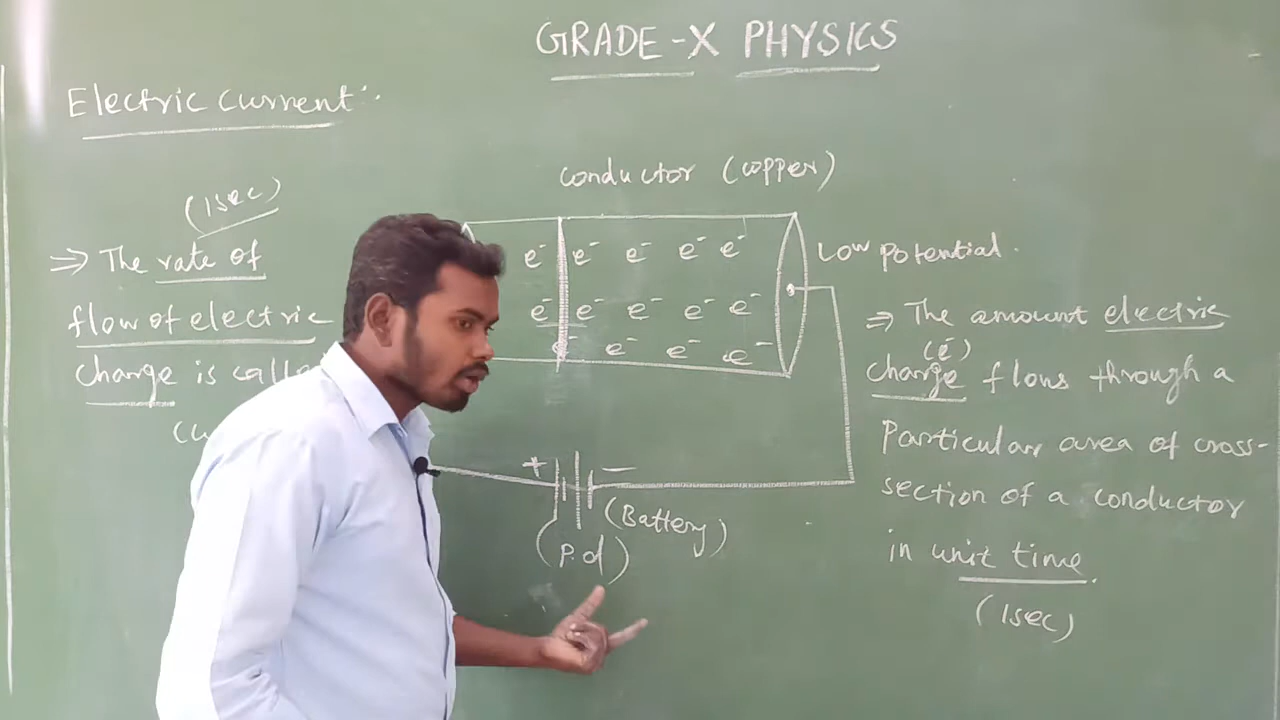 GRADE-X PHYSICS
Electric current:-
(1sec)
⇒ The rate of
flow of electric
charge is
conductor (copper)
e⁻ e⁻ e⁻ e⁻ e⁻
e⁻ e⁻ e⁻ e⁻ e⁻
e⁻ e⁻ e⁻ e⁻
Low potential.
+ −
(Battery)
(P.d)
⇒ The amount electric
(e⁻)
charge flows through a
Particular area of cross-
section of a conductor
in unit time.
(1sec)